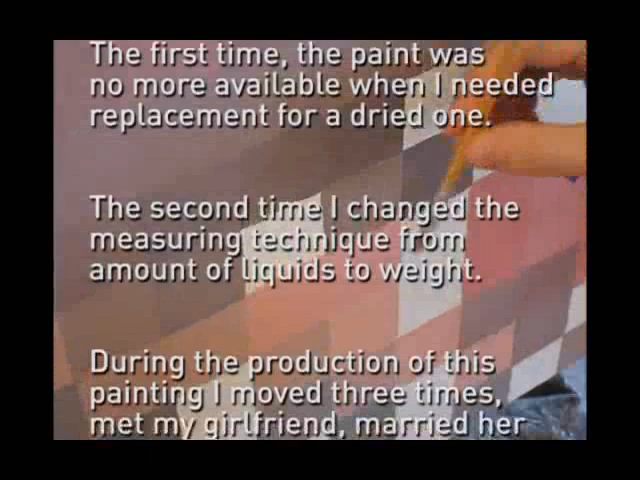 The first time, the paint was
no more available when I needed
replacement for a dried one.
The second time I changed the
measuring technique from
amount of liquids to weight.
During the production of this
painting I moved three times,
met my girlfriend, married her